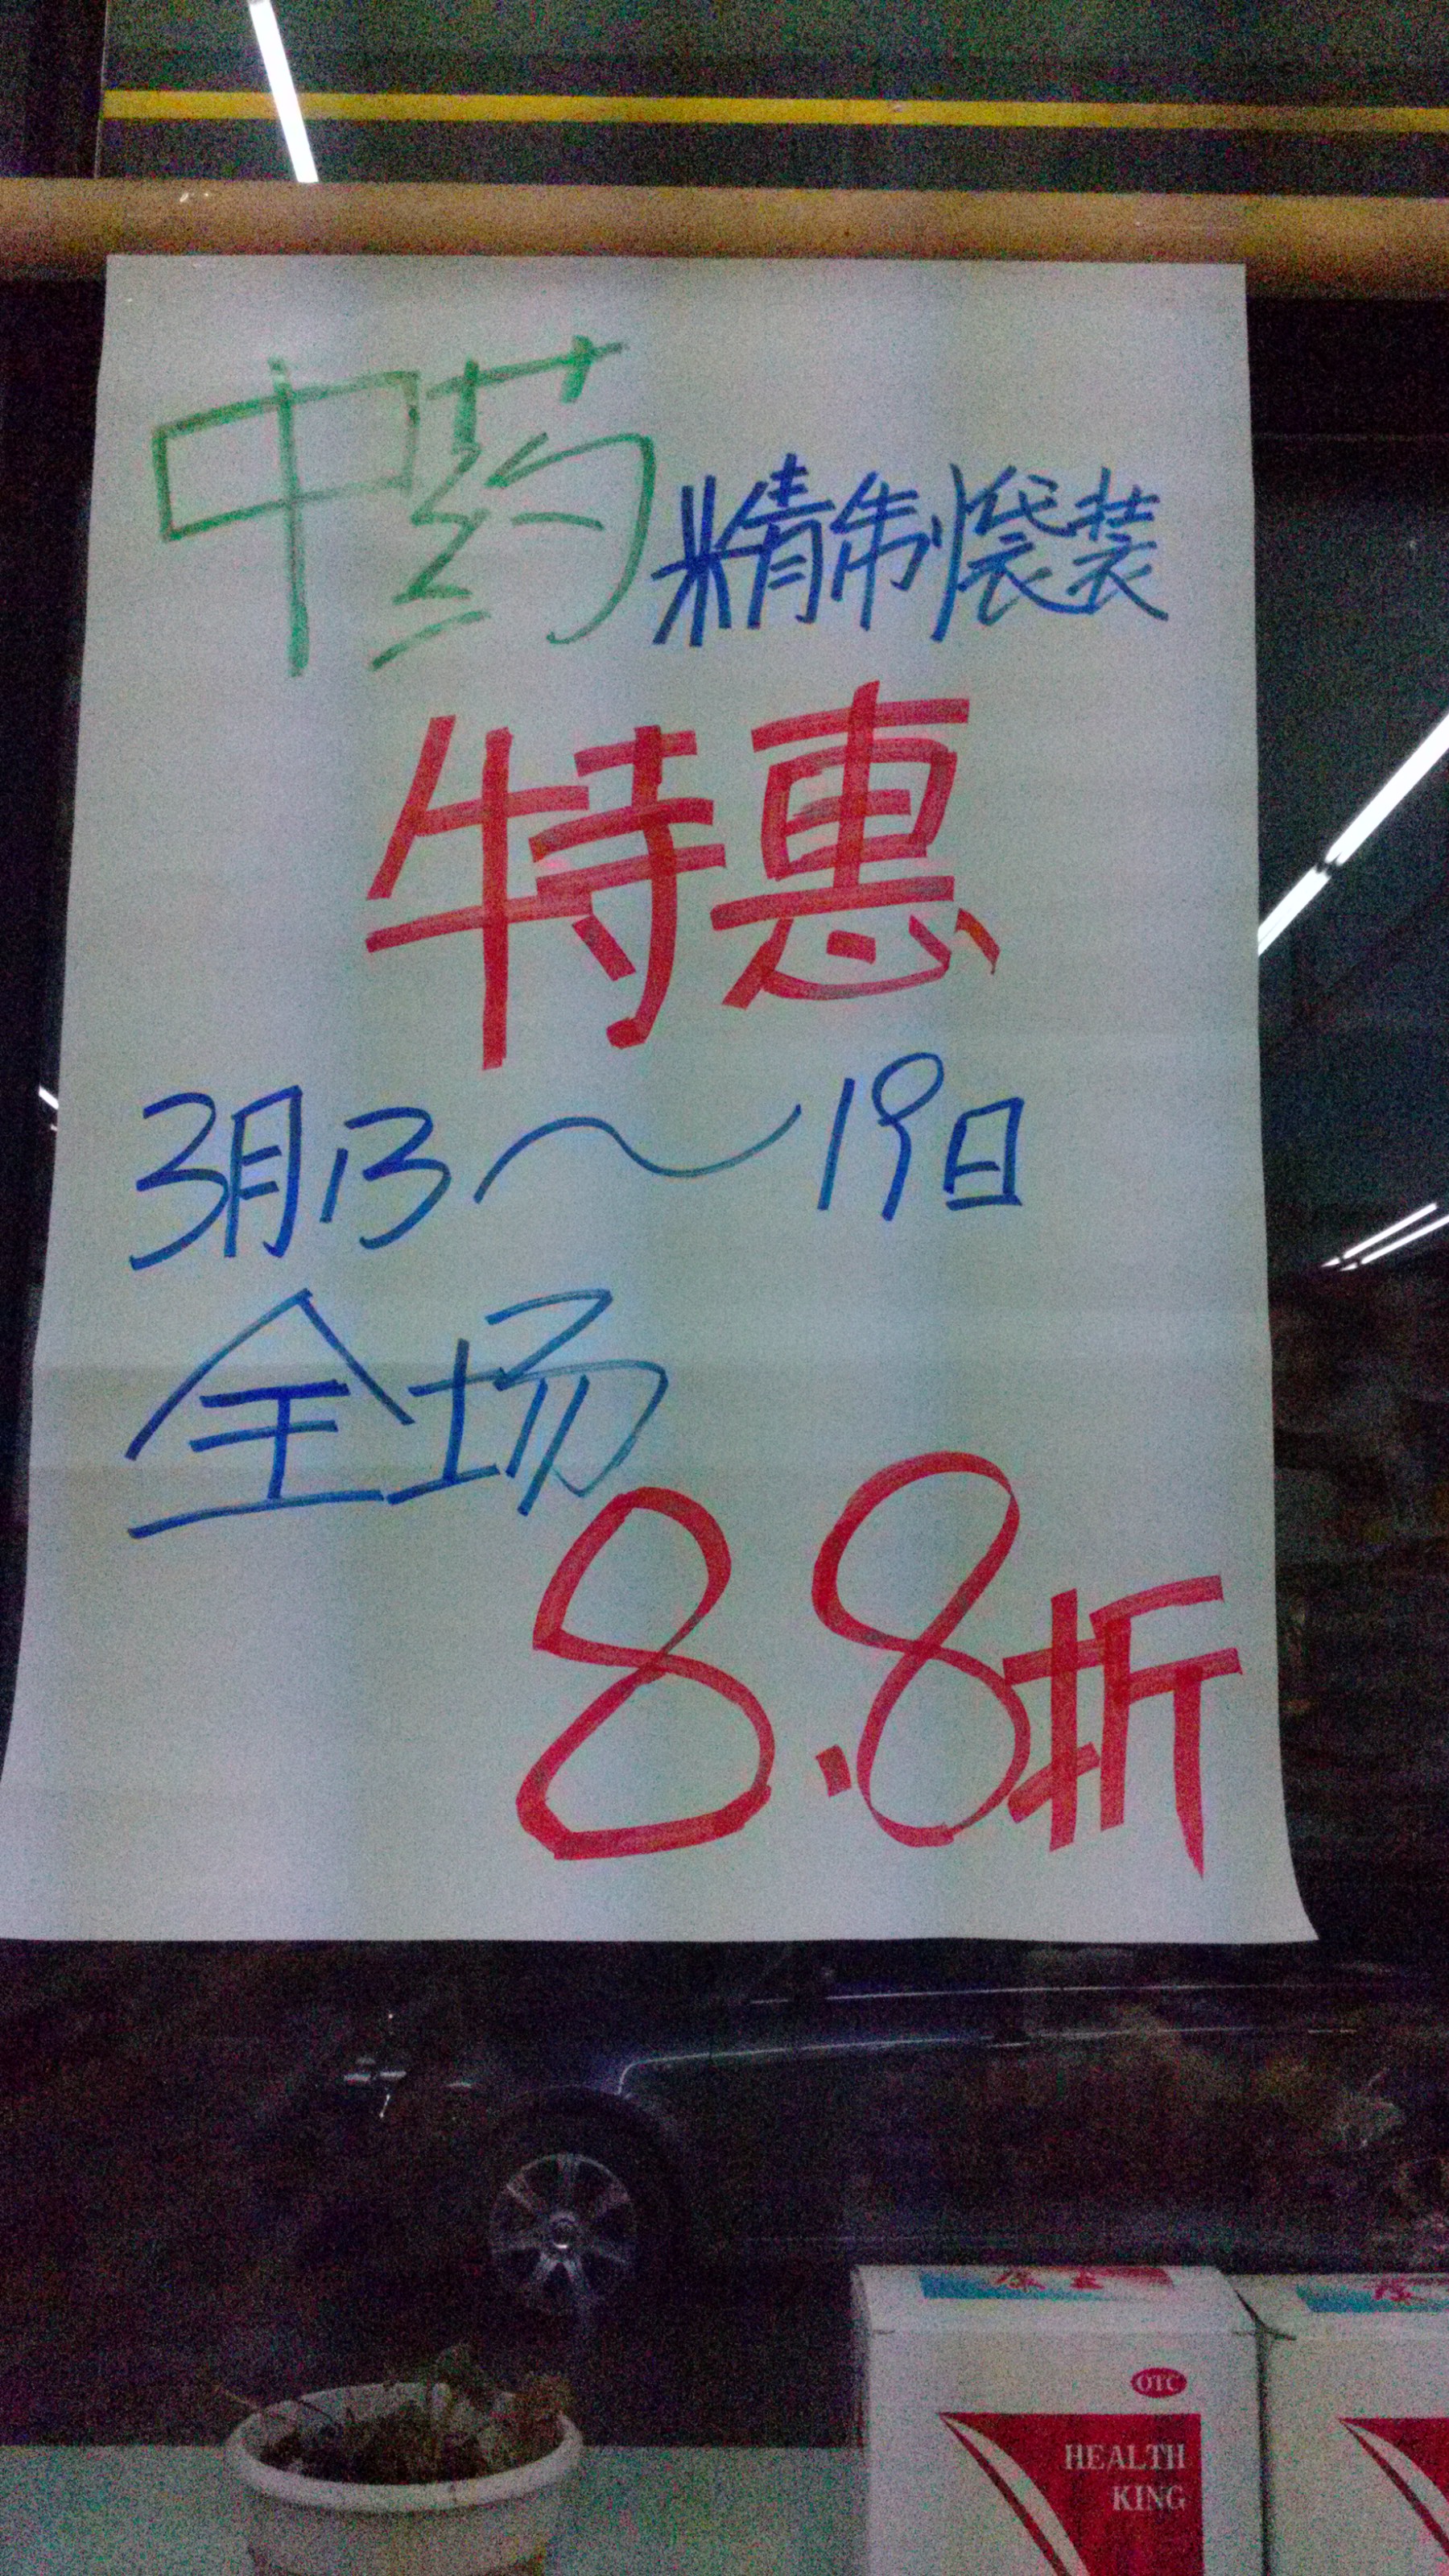 中药精制袋装
特惠
3月13~19日
全场
8.8折
OTC
HEALTH
KING